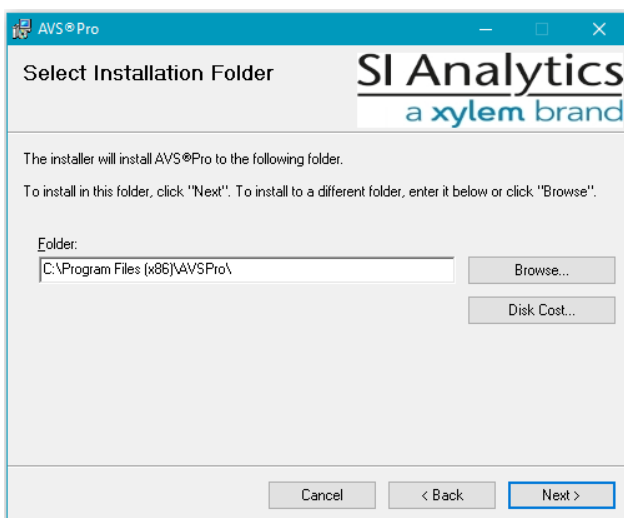 AVS®Pro
Select Installation Folder
SI Analytics
a xylem brand
The installer will install AVS®Pro to the following folder.
To install in this folder, click "Next". To install to a different folder, enter it below or click "Browse".
Folder:
C:\Program Files (x86)\AVSPro\
Browse...
Disk Cost...
Cancel
< Back
Next >